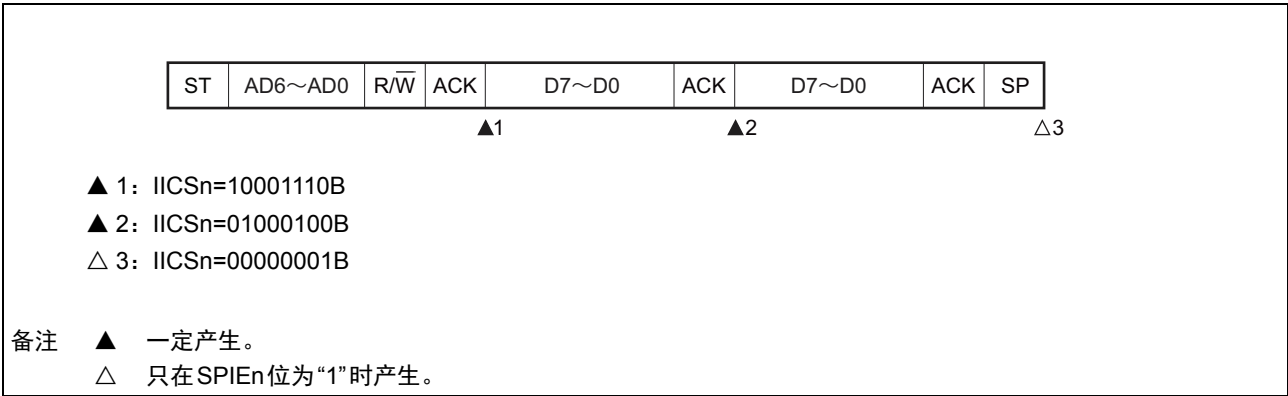 ST AD6～AD0 R/W̅ ACK D7～D0 ACK D7～D0 ACK SP
▲1 ▲2 △3
▲ 1：IICSn=10001110B
▲ 2：IICSn=01000100B
△ 3：IICSn=00000001B
备注 ▲ 一定产生。
△ 只在SPIEn位为“1”时产生。